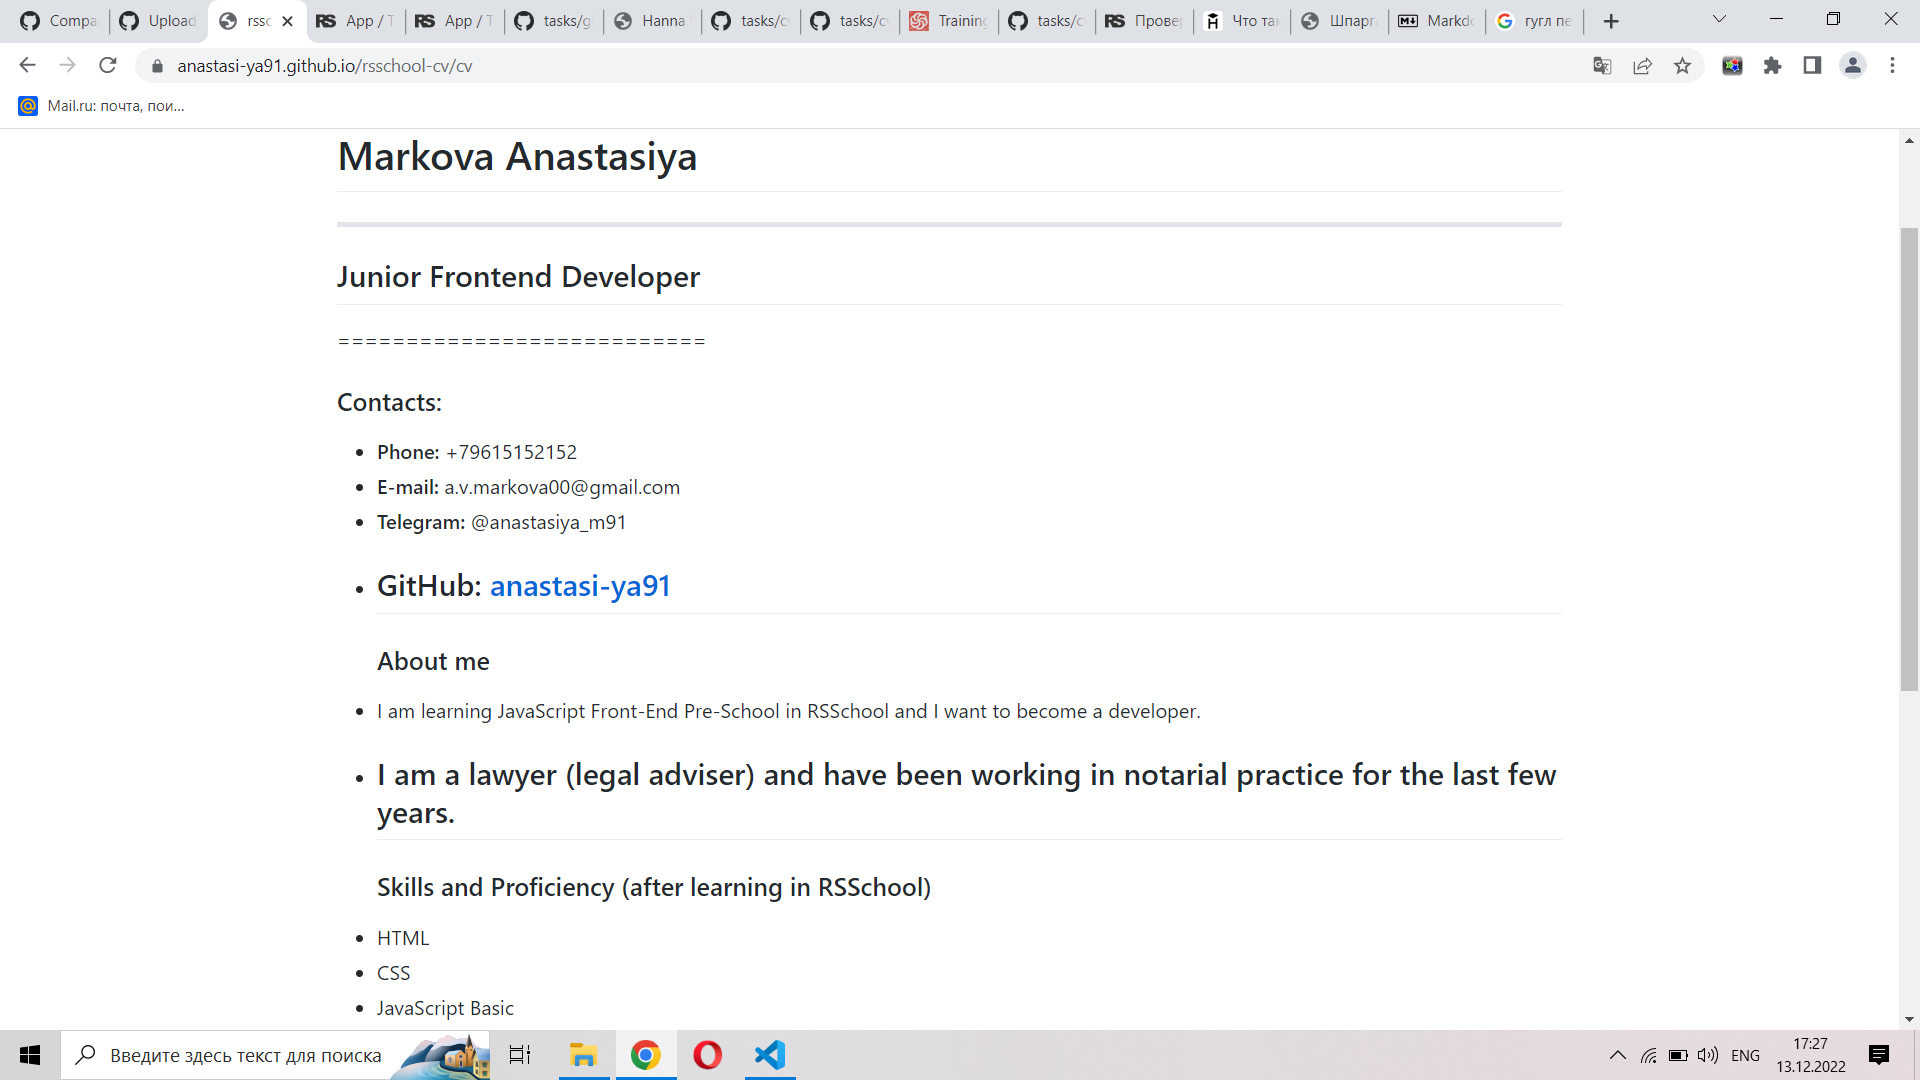 Compa
Upload
rssc
App / T
App / T
tasks/g
Hanna
tasks/c
tasks/c
Training
tasks/c
Прове
Что та
Шпарг
Markdo
гугл пе
anastasi-ya91.github.io/rsschool-cv/cv
Mail.ru: почта, пои...
Markova Anastasiya
Junior Frontend Developer
===========================
Contacts:
• Phone: +79615152152
• E-mail: a.v.markova00@gmail.com
• Telegram: @anastasiya_m91
• GitHub: anastasi-ya91
About me
• I am learning JavaScript Front-End Pre-School in RSSchool and I want to become a developer.
• I am a lawyer (legal adviser) and have been working in notarial practice for the last few
years.
Skills and Proficiency (after learning in RSSchool)
• HTML
• CSS
• JavaScript Basic
Введите здесь текст для поиска
ENG
17:27
13.12.2022